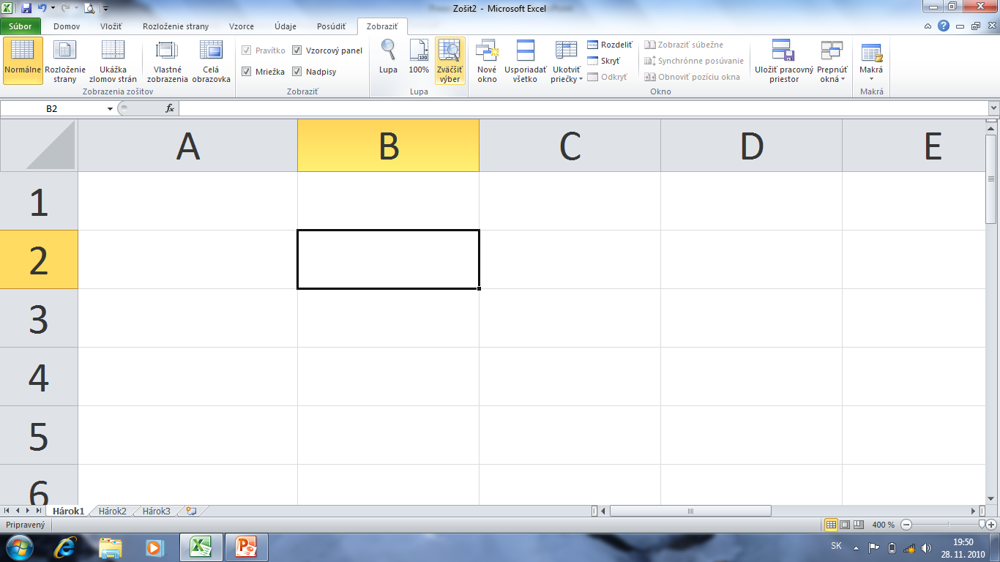 Zošit2 - Microsoft Excel
Súbor Domov Vložiť Rozloženie strany Vzorce Údaje Posúdiť Zobraziť
Normálne
Rozloženie
strany
Ukážka
zlomov strán
Vlastné
zobrazenia
Celá
obrazovka
Zobrazenia zošitov
Pravítko
Vzorcový panel
Mriežka
Nadpisy
Zobraziť
Lupa
100%
Zväčšiť
výber
Lupa
Nové
okno
Usporiadať
všetko
Ukotviť
priečky
Rozdeliť
Skryť
Odkryť
Zobraziť súbežne
Synchrónne posúvanie
Obnoviť pozíciu okna
Okno
Uložiť pracovný
priestor
Prepnúť
okná
Makrá
Makrá
B2
fx
A B C D E
1
2
3
4
5
6
Hárok1 Hárok2 Hárok3
Pripravený
400 %
SK
19:50
28. 11. 2010